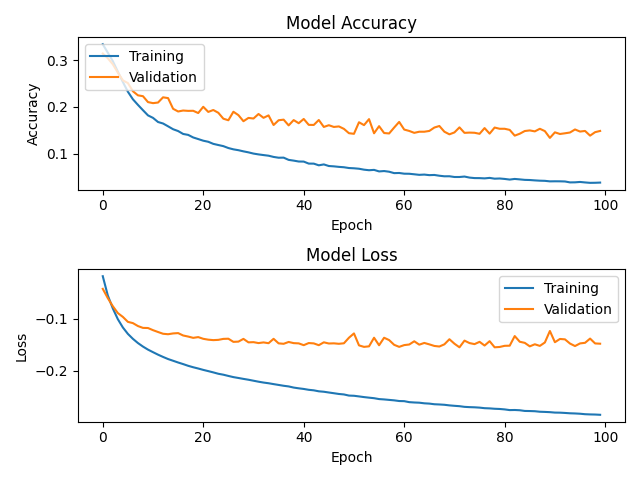 Model Accuracy
Training
Validation
0.3
0.2
0.1
Accuracy
0 20 40 60 80 100
Epoch
Model Loss
Training
Validation
−0.1
−0.2
Loss
0 20 40 60 80 100
Epoch